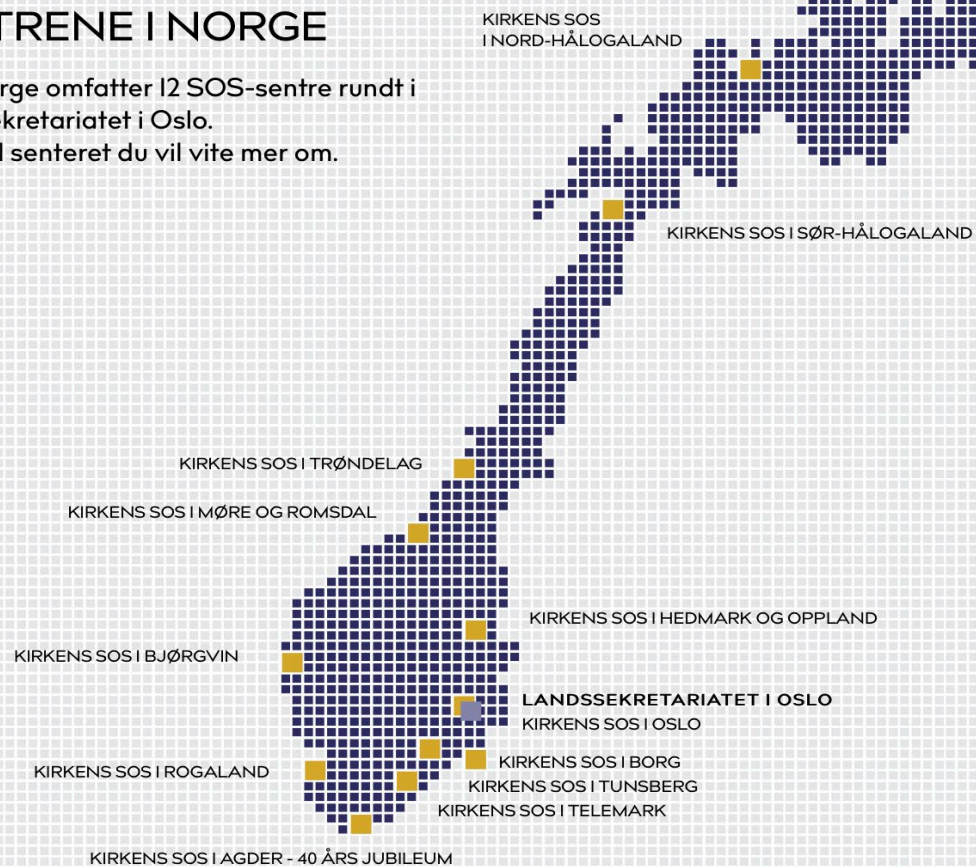 TRENE I NORGE
rge omfatter 12 SOS-sentre rundt i
ekretariatet i Oslo.
l senteret du vil vite mer om.
KIRKENS SOS
I NORD-HÅLOGALAND
KIRKENS SOS I SØR-HÅLOGALAND
KIRKENS SOS I TRØNDELAG
KIRKENS SOS I MØRE OG ROMSDAL
KIRKENS SOS I HEDMARK OG OPPLAND
KIRKENS SOS I BJØRGVIN
LANDSSEKRETARIATET I OSLO
KIRKENS SOS I OSLO
KIRKENS SOS I BORG
KIRKENS SOS I ROGALAND
KIRKENS SOS I TUNSBERG
KIRKENS SOS I TELEMARK
KIRKENS SOS I AGDER - 40 ÅRS JUBILEUM